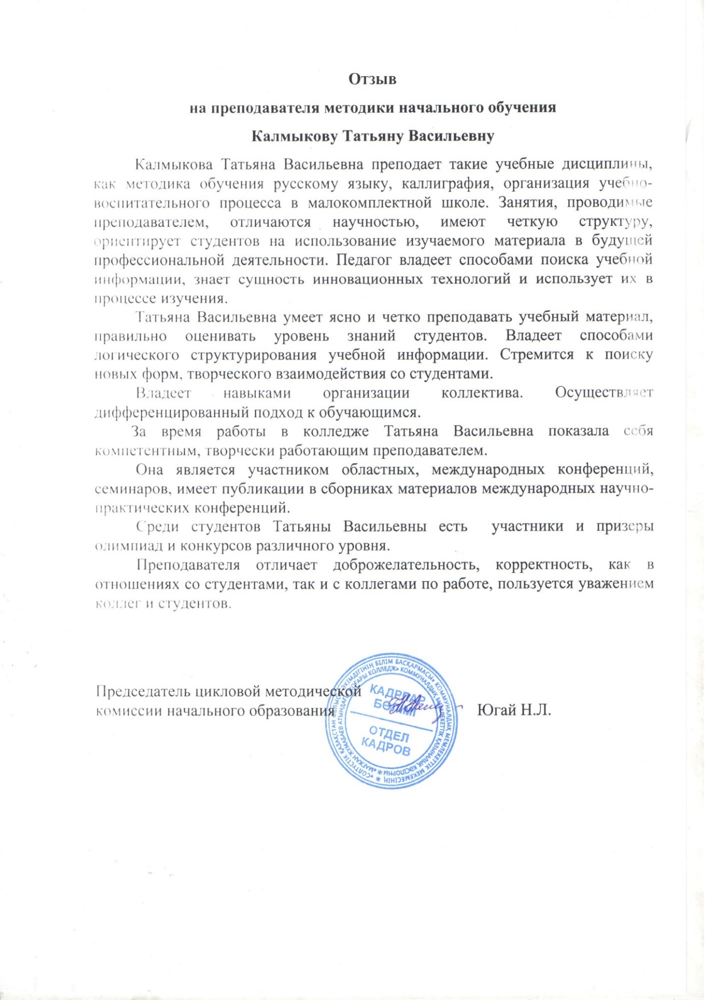 Отзыв
на преподавателя методики начального обучения
Калмыкову Татьяну Васильевну
Калмыкова Татьяна Васильевна преподает такие учебные дисциплины,
как методика обучения русскому языку, каллиграфия, организация учебно-
воспитательного процесса в малокомплектной школе. Занятия, проводимые
преподавателем, отличаются научностью, имеют четкую структуру,
ориентирует студентов на использование изучаемого материала в будущей
профессиональной деятельности. Педагог владеет способами поиска учебной
информации, знает сущность инновационных технологий и использует их в
процессе изучения.
Татьяна Васильевна умеет ясно и четко преподавать учебный материал,
правильно оценивать уровень знаний студентов. Владеет способами
логического структурирования учебной информации. Стремится к поиску
новых форм, творческого взаимодействия со студентами.
Владеет навыками организации коллектива. Осуществляет
дифференцированный подход к обучающимся.
За время работы в колледже Татьяна Васильевна показала себя
компетентным, творчески работающим преподавателем.
Она является участником областных, международных конференций,
семинаров, имеет публикации в сборниках материалов международных научно-
практических конференций.
Среди студентов Татьяны Васильевны есть участники и призеры
олимпиад и конкурсов различного уровня.
Преподавателя отличает доброжелательность, корректность, как в
отношениях со студентами, так и с коллегами по работе, пользуется уважением
коллег и студентов.
Председатель цикловой методической
комиссии начального образования Югай Н.Л.
«СОЛТҮСТІК ҚАЗАҚСТАН ОБЛЫСЫ ӘКІМДІГІНІҢ БІЛІМ БАСҚАРМАСЫ» КОММУНАЛДЫҚ МЕМЛЕКЕТТІК МЕКЕМЕСІНІҢ
«МАҒЖАН ЖҰМАБАЕВ АТЫНДАҒЫ ЖОҒАРЫ КОЛЛЕДЖ» КОММУНАЛДЫҚ МЕМЛЕКЕТТІК ҚАЗЫНАЛЫҚ КӘСІПОРНЫ
КАДРЛАР
БӨЛІМІ
ОТДЕЛ
КАДРОВ